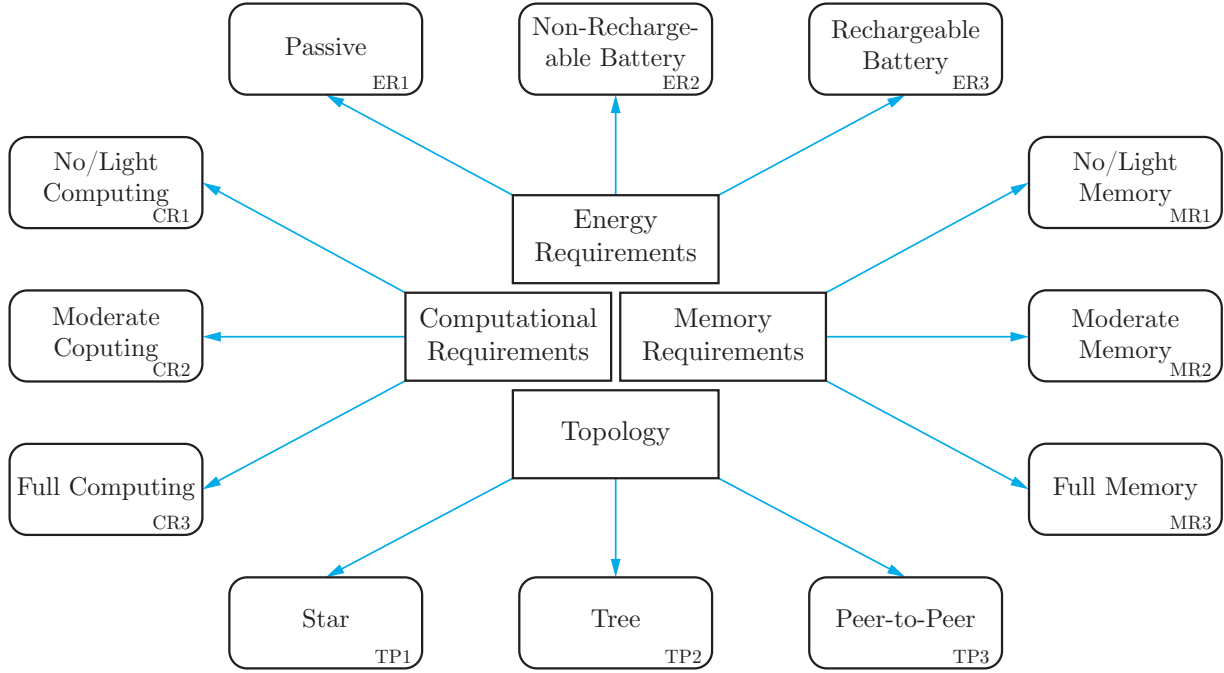 Passive
ER1
Non-Recharge-
able Battery
ER2
Rechargeable
Battery
ER3
No/Light
Computing
CR1
No/Light
Memory
MR1
Energy
Requirements
Moderate
Coputing
CR2
Computational
Requirements
Memory
Requirements
Moderate
Memory
MR2
Topology
Full Computing
CR3
Full Memory
MR3
Star
TP1
Tree
TP2
Peer-to-Peer
TP3